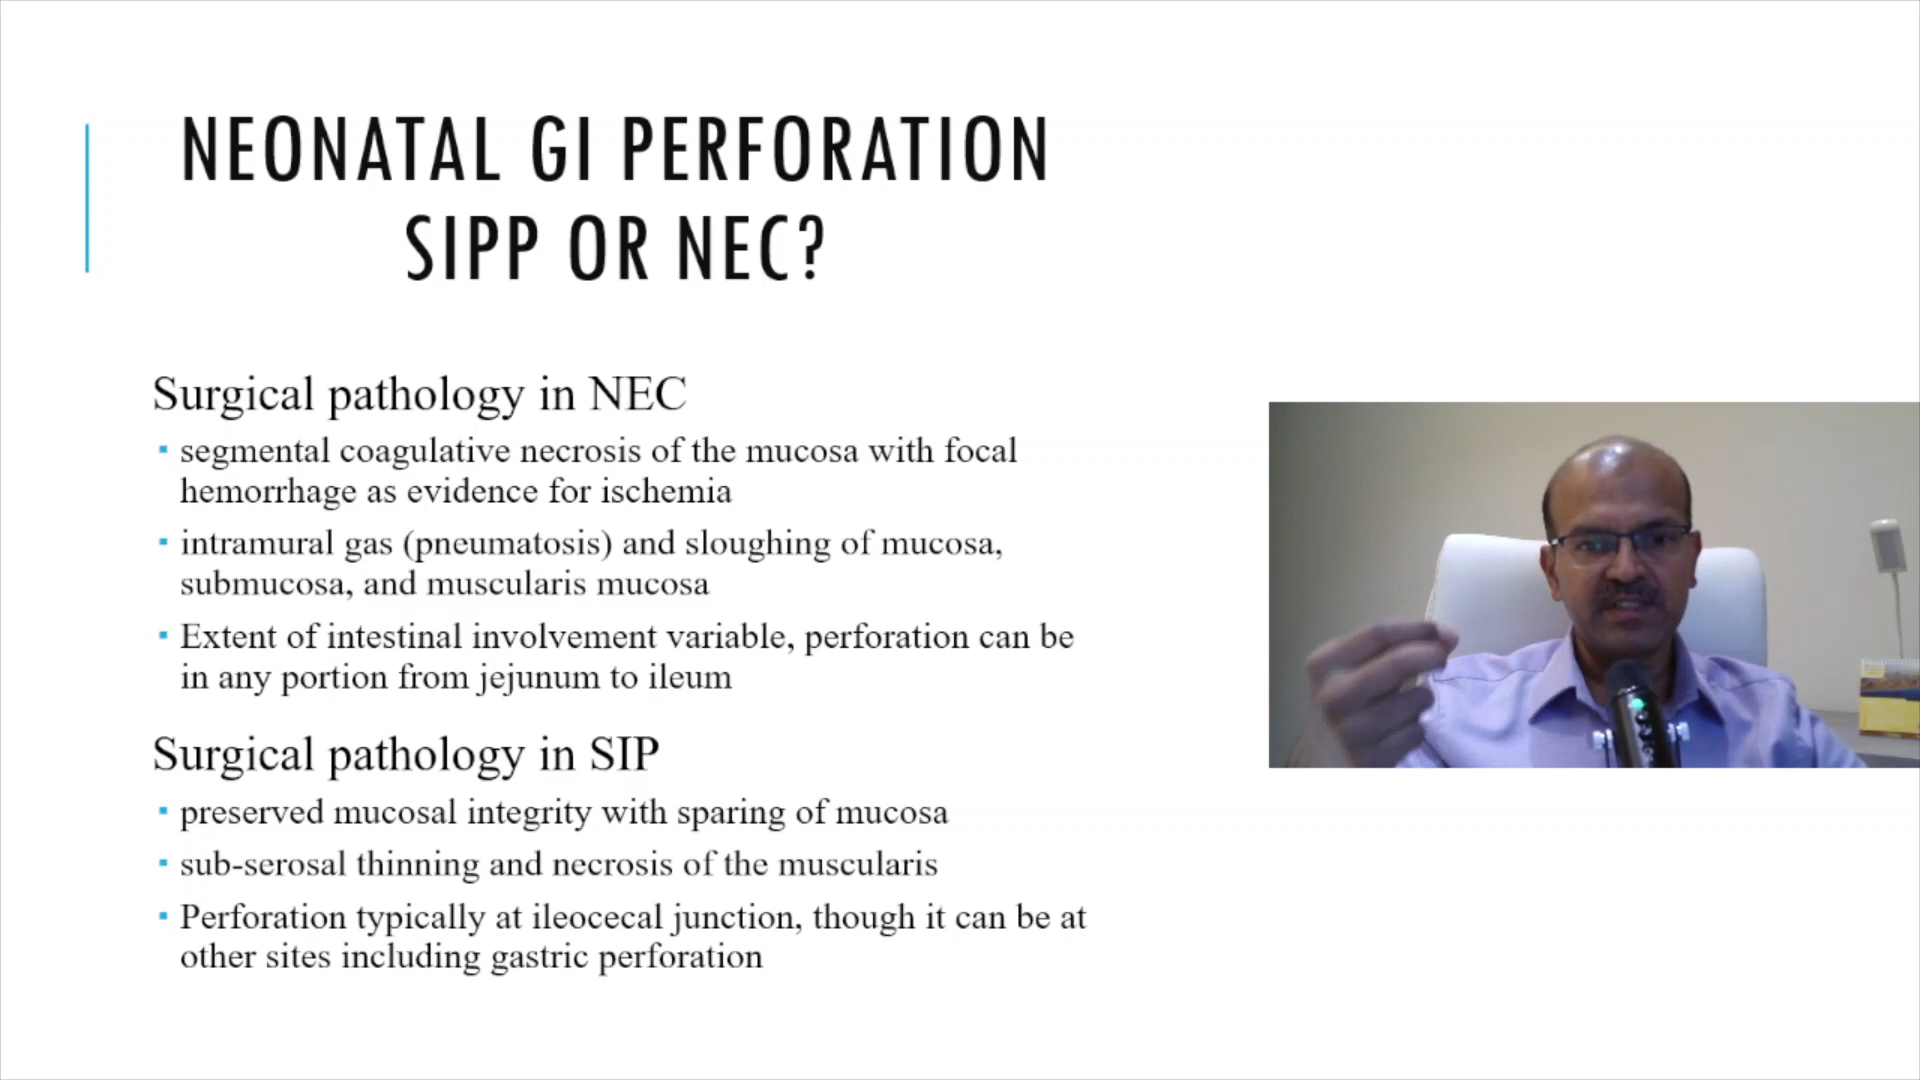 NEONATAL GI PERFORATION
SIPP OR NEC?
Surgical pathology in NEC
▪ segmental coagulative necrosis of the mucosa with focal
hemorrhage as evidence for ischemia
▪ intramural gas (pneumatosis) and sloughing of mucosa,
submucosa, and muscularis mucosa
▪ Extent of intestinal involvement variable, perforation can be
in any portion from jejunum to ileum
Surgical pathology in SIP
▪ preserved mucosal integrity with sparing of mucosa
▪ sub-serosal thinning and necrosis of the muscularis
▪ Perforation typically at ileocecal junction, though it can be at
other sites including gastric perforation